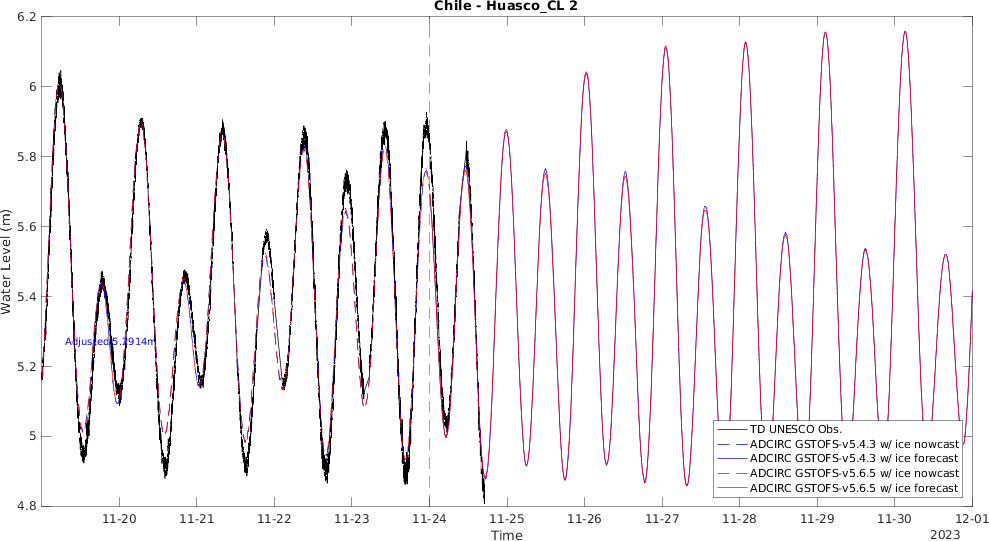 Chile - Huasco_CL 2
6.2
6
5.8
5.6
5.4
5.2
5
4.8
Water Level (m)
Adjusted 5.2914m
TD UNESCO Obs.
ADCIRC GSTOFS-v5.4.3 w/ ice nowcast
ADCIRC GSTOFS-v5.4.3 w/ ice forecast
ADCIRC GSTOFS-v5.6.5 w/ ice nowcast
ADCIRC GSTOFS-v5.6.5 w/ ice forecast
11-20 11-21 11-22 11-23 11-24 11-25 11-26 11-27 11-28 11-29 11-30 12-01
Time
2023